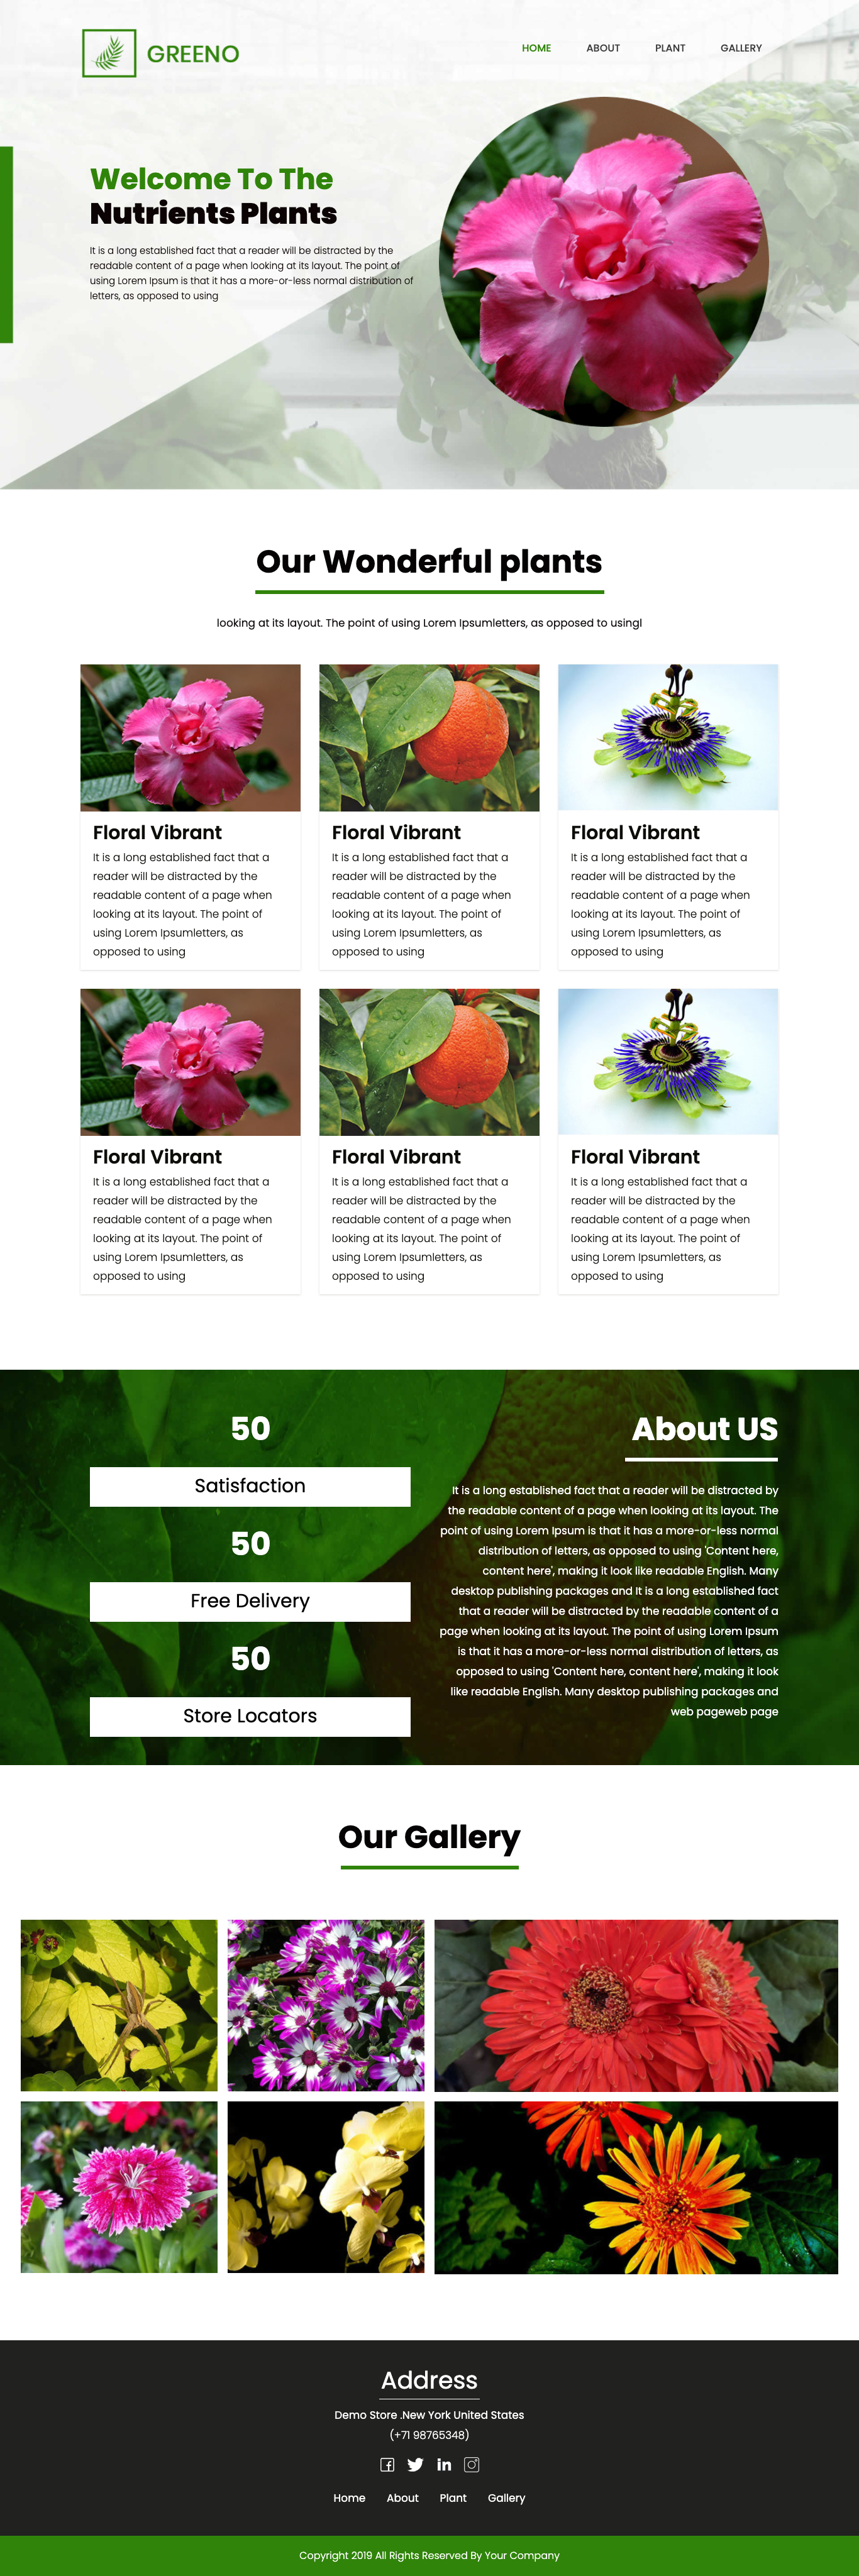 GREENO
HOME ABOUT PLANT GALLERY
Welcome To The
Nutrients Plants
It is a long established fact that a reader will be distracted by the
readable content of a page when looking at its layout. The point of
using Lorem Ipsum is that it has a more-or-less normal distribution of
letters, as opposed to using
Our Wonderful plants
looking at its layout. The point of using Lorem Ipsumletters, as opposed to usingl
Floral Vibrant
It is a long established fact that a
reader will be distracted by the
readable content of a page when
looking at its layout. The point of
using Lorem Ipsumletters, as
opposed to using
Floral Vibrant
It is a long established fact that a
reader will be distracted by the
readable content of a page when
looking at its layout. The point of
using Lorem Ipsumletters, as
opposed to using
Floral Vibrant
It is a long established fact that a
reader will be distracted by the
readable content of a page when
looking at its layout. The point of
using Lorem Ipsumletters, as
opposed to using
Floral Vibrant
It is a long established fact that a
reader will be distracted by the
readable content of a page when
looking at its layout. The point of
using Lorem Ipsumletters, as
opposed to using
Floral Vibrant
It is a long established fact that a
reader will be distracted by the
readable content of a page when
looking at its layout. The point of
using Lorem Ipsumletters, as
opposed to using
Floral Vibrant
It is a long established fact that a
reader will be distracted by the
readable content of a page when
looking at its layout. The point of
using Lorem Ipsumletters, as
opposed to using
50
Satisfaction
50
Free Delivery
50
Store Locators
About US
It is a long established fact that a reader will be distracted by
the readable content of a page when looking at its layout. The
point of using Lorem Ipsum is that it has a more-or-less normal
distribution of letters, as opposed to using 'Content here,
content here', making it look like readable English. Many
desktop publishing packages and It is a long established fact
that a reader will be distracted by the readable content of a
page when looking at its layout. The point of using Lorem Ipsum
is that it has a more-or-less normal distribution of letters, as
opposed to using 'Content here, content here', making it look
like readable English. Many desktop publishing packages and
web pageweb page
Our Gallery
Address
Demo Store .New York United States
(+71 98765348)
Home About Plant Gallery
Copyright 2019 All Rights Reserved By Your Company